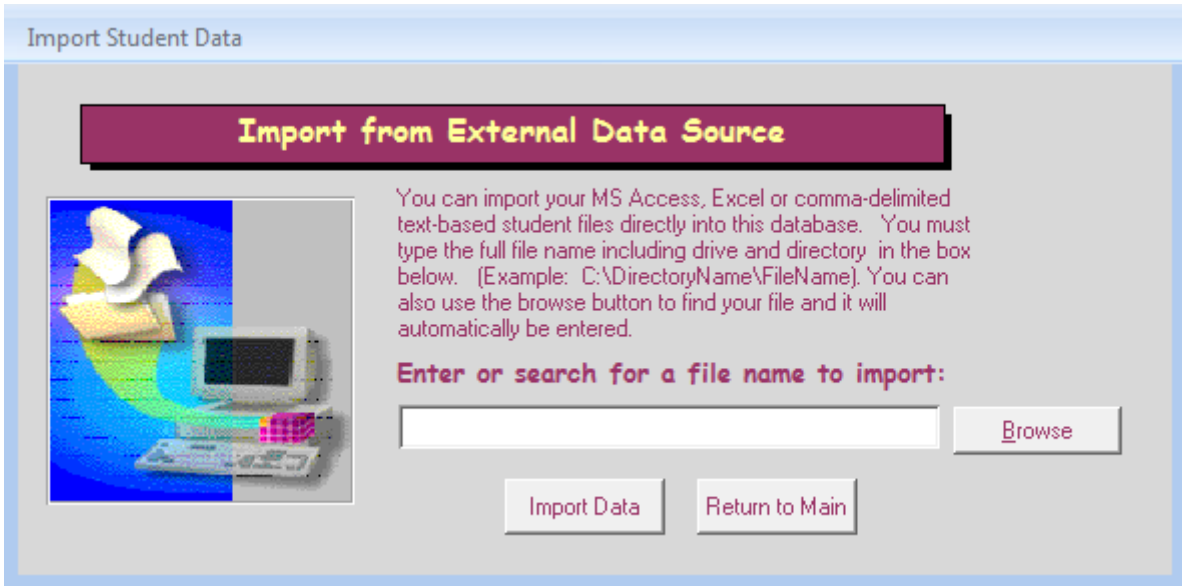 Import Student Data
Import from External Data Source
You can import your MS Access, Excel or comma-delimited
text-based student files directly into this database.   You must
type the full file name including drive and directory  in the box
below.   (Example:  C:\DirectoryName\FileName). You can
also use the browse button to find your file and it will
automatically be entered.
Enter or search for a file name to import:
Browse
Import Data
Return to Main